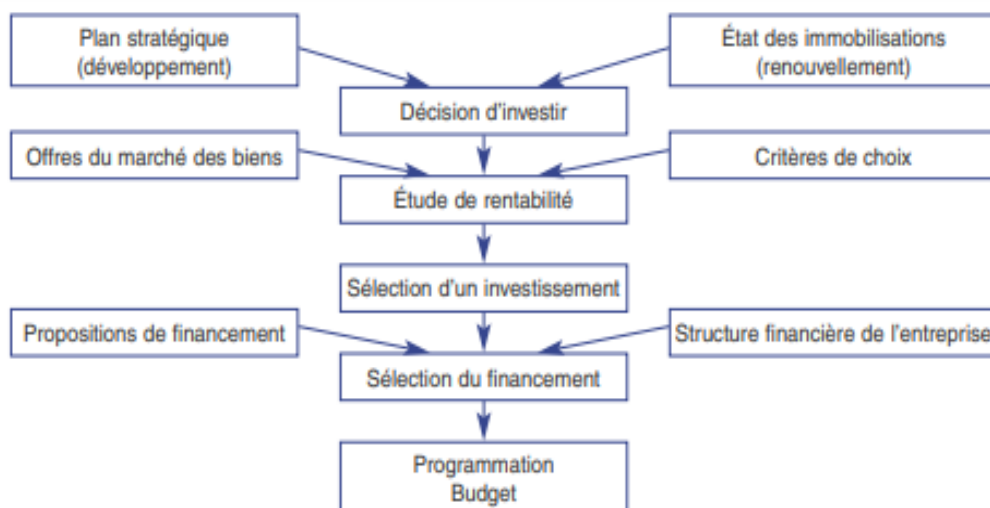 Plan stratégique
(développement)
État des immobilisations
(renouvellement)
Décision d'investir
Offres du marché des biens
Critères de choix
Étude de rentabilité
Sélection d'un investissement
Propositions de financement
Structure financière de l'entreprise
Sélection du financement
Programmation
Budget